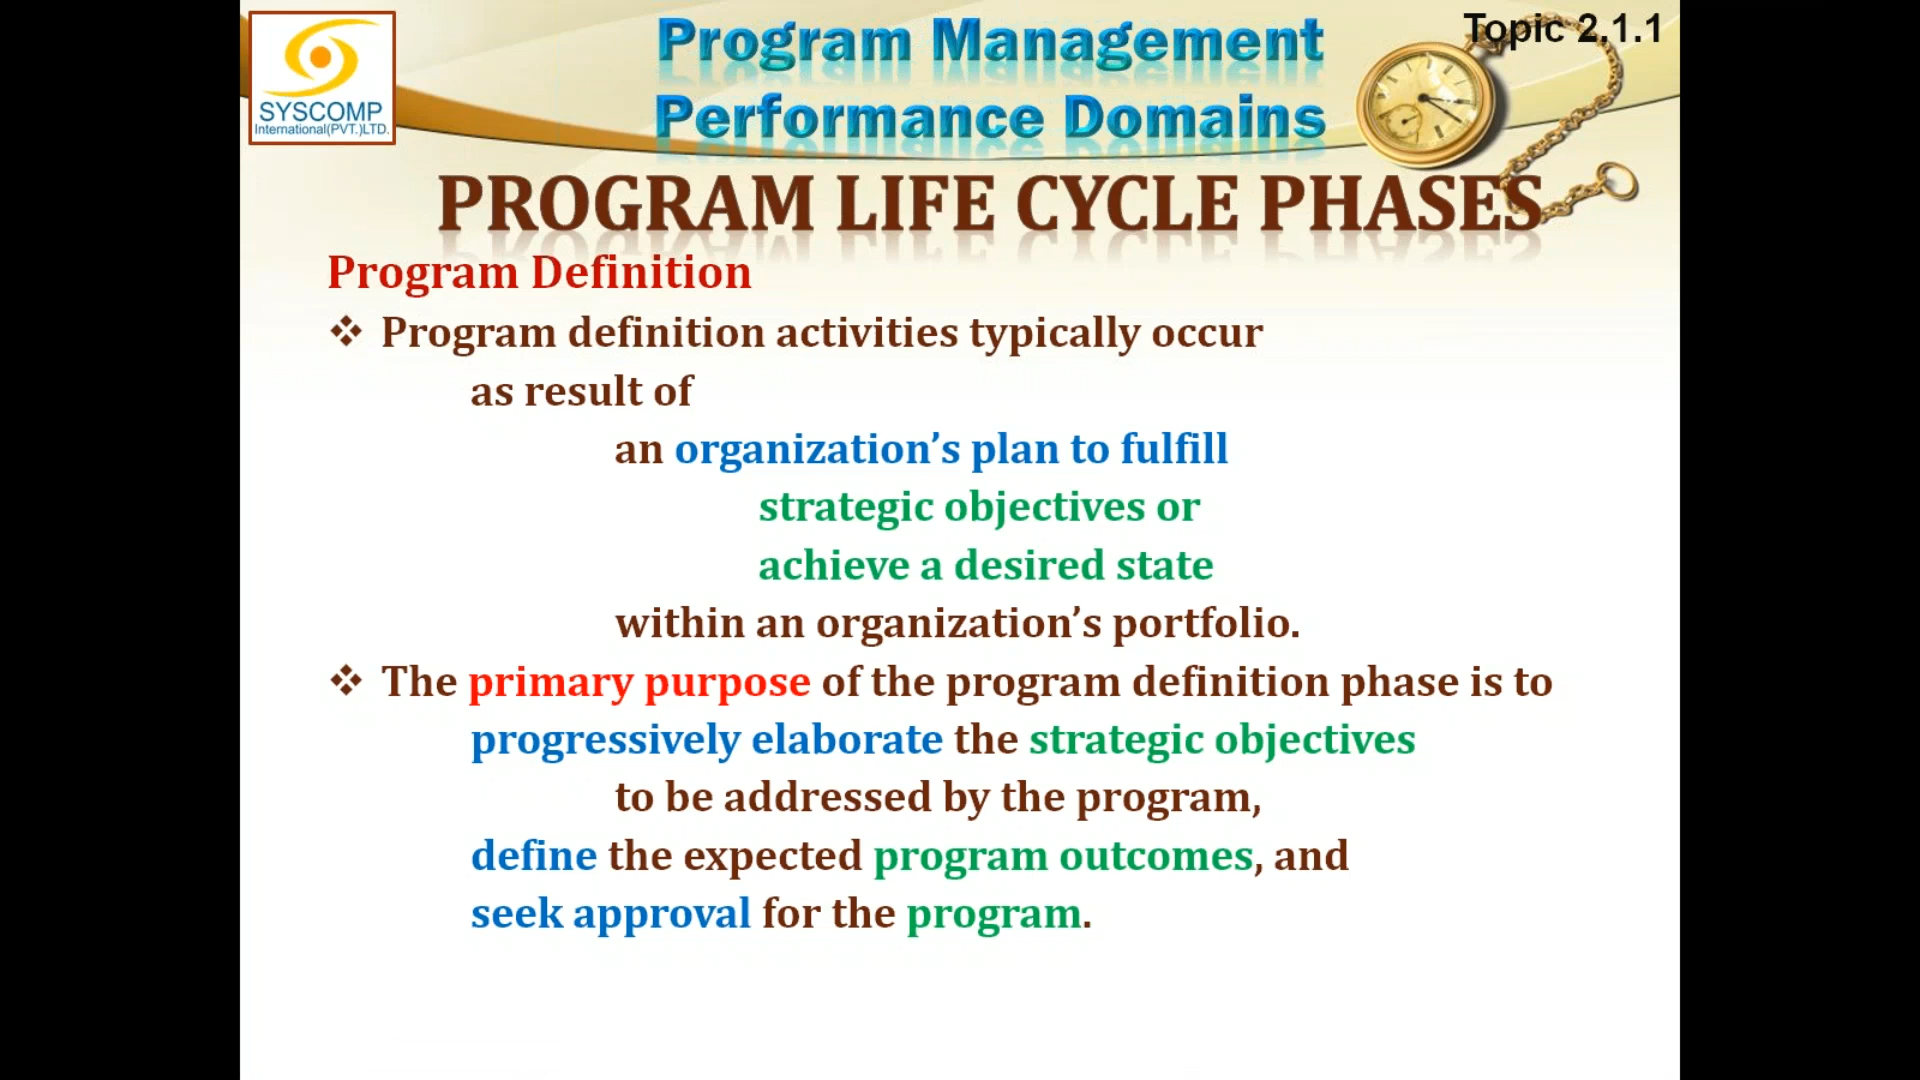 SYSCOMP
International(PVT.)LTD.
Program Management
Performance Domains
Topic 2.1.1
PROGRAM LIFE CYCLE PHASES
Program Definition
❖ Program definition activities typically occur
as result of
an organization’s plan to fulfill
strategic objectives or
achieve a desired state
within an organization’s portfolio.
❖ The primary purpose of the program definition phase is to
progressively elaborate the strategic objectives
to be addressed by the program,
define the expected program outcomes, and
seek approval for the program.